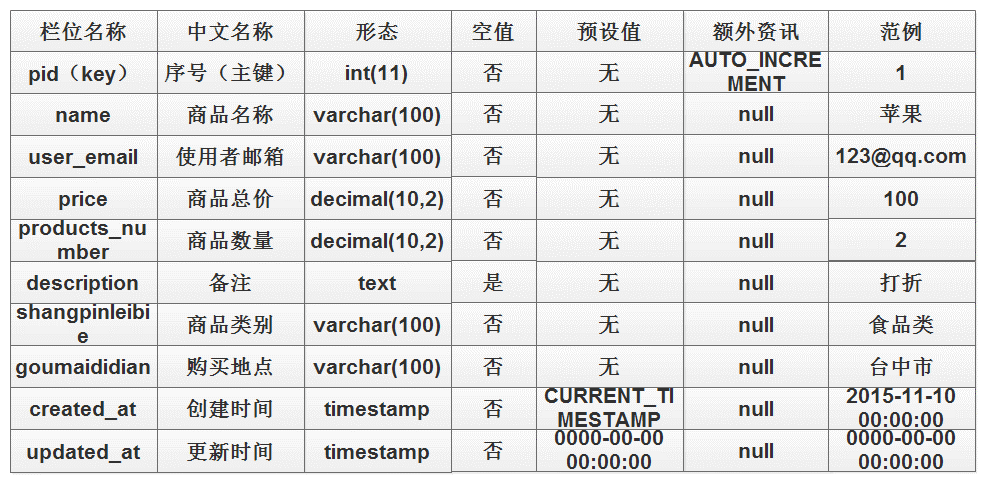 栏位名称 中文名称 形态 空值 预设值 额外资讯 范例
pid（key） 序号（主键） int(11) 否 无 AUTO_INCRE
MENT 1
name 商品名称 varchar(100) 否 无 null 苹果
user_email 使用者邮箱 varchar(100) 否 无 null 123@qq.com
price 商品总价 decimal(10,2) 否 无 null 100
products_nu
mber 商品数量 decimal(10,2) 否 无 null 2
description 备注 text 是 无 null 打折
shangpinleibi
e 商品类别 varchar(100) 否 无 null 食品类
goumaididian 购买地点 varchar(100) 否 无 null 台中市
created_at 创建时间 timestamp 否 CURRENT_TI
MESTAMP null 2015-11-10
00:00:00
updated_at 更新时间 timestamp 否 0000-00-00
00:00:00 null 0000-00-00
00:00:00